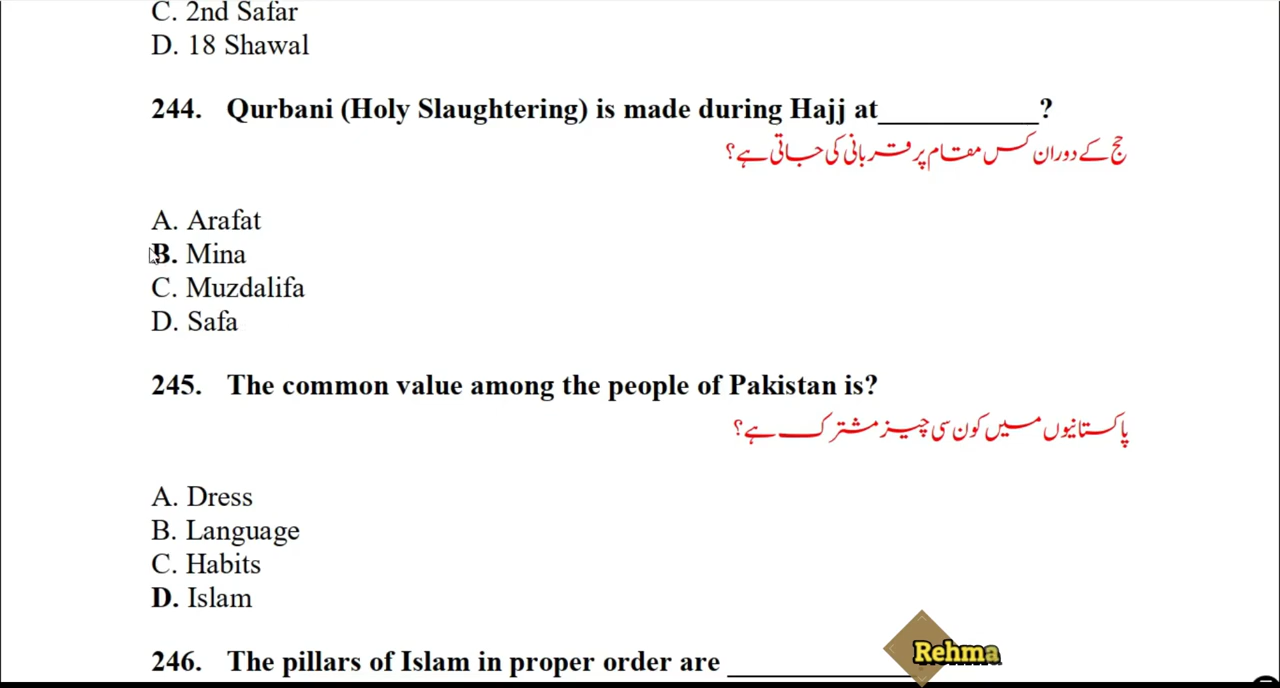 C. 2nd Safar
D. 18 Shawal
244. Qurbani (Holy Slaughtering) is made during Hajj at___________?
حج کے دوران کس مقام پر قربانی کی جاتی ہے؟
A. Arafat
B. Mina
C. Muzdalifa
D. Safa
245. The common value among the people of Pakistan is?
پاکستانیوں میں کون سی چیز مشترک ہے؟
A. Dress
B. Language
C. Habits
D. Islam
246. The pillars of Islam in proper order are _____________
Rehma